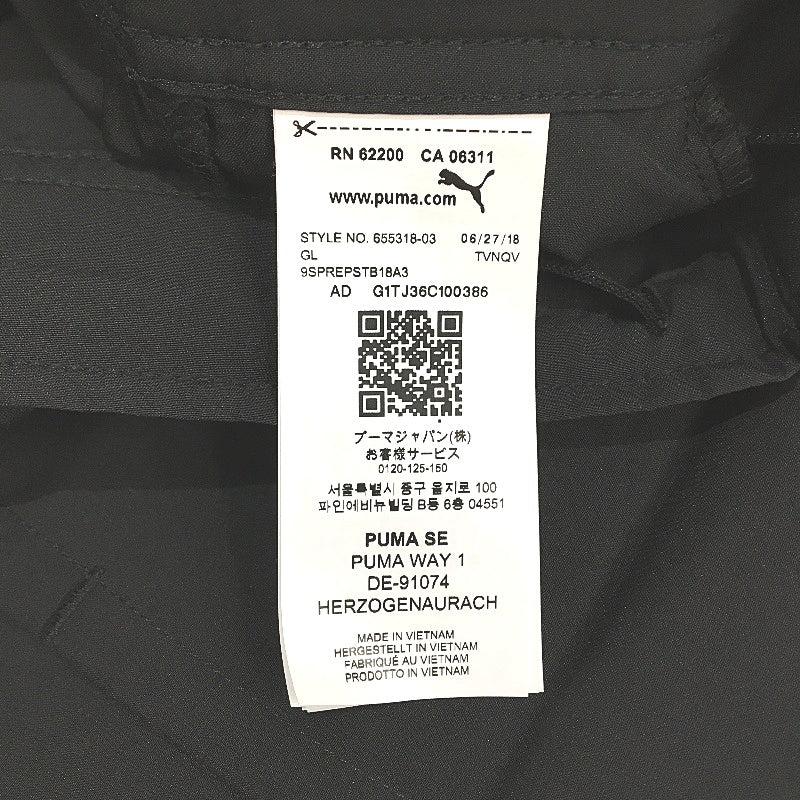 RN 62200 CA 06311
www.puma.com
STYLE NO. 655318-03 06/27/18
GL TVNQV
9SPREPSTB18A3
AD G1TJ36C100386
プーマジャパン(株)
お客様サービス
0120-125-150
서울특별시 중구 을지로 100
파인에비뉴빌딩 B동 6층 04551
PUMA SE
PUMA WAY 1
DE-91074
HERZOGENAURACH
MADE IN VIETNAM
HERGESTELLT IN VIETNAM
FABRIQUÉ AU VIETNAM
PRODOTTO IN VIETNAM